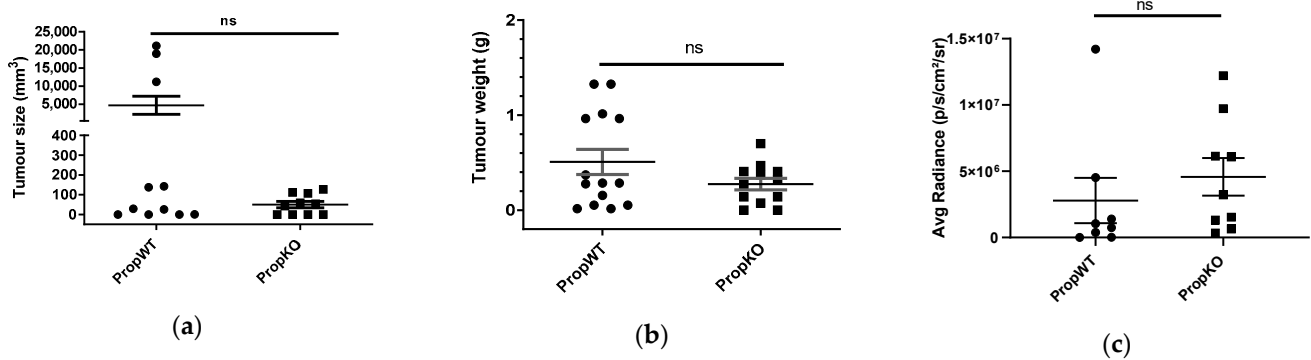 ns
Tumour size (mm³)
25,000
20,000
15,000
10,000
5,000
400
300
200
100
0
PropWT
PropKO
(a)
ns
Tumour weight (g)
2
1
0
PropWT
PropKO
(b)
ns
Avg Radiance (p/s/cm²/sr)
1.5×10⁷
1×10⁷
5×10⁶
0
PropWT
PropKO
(c)